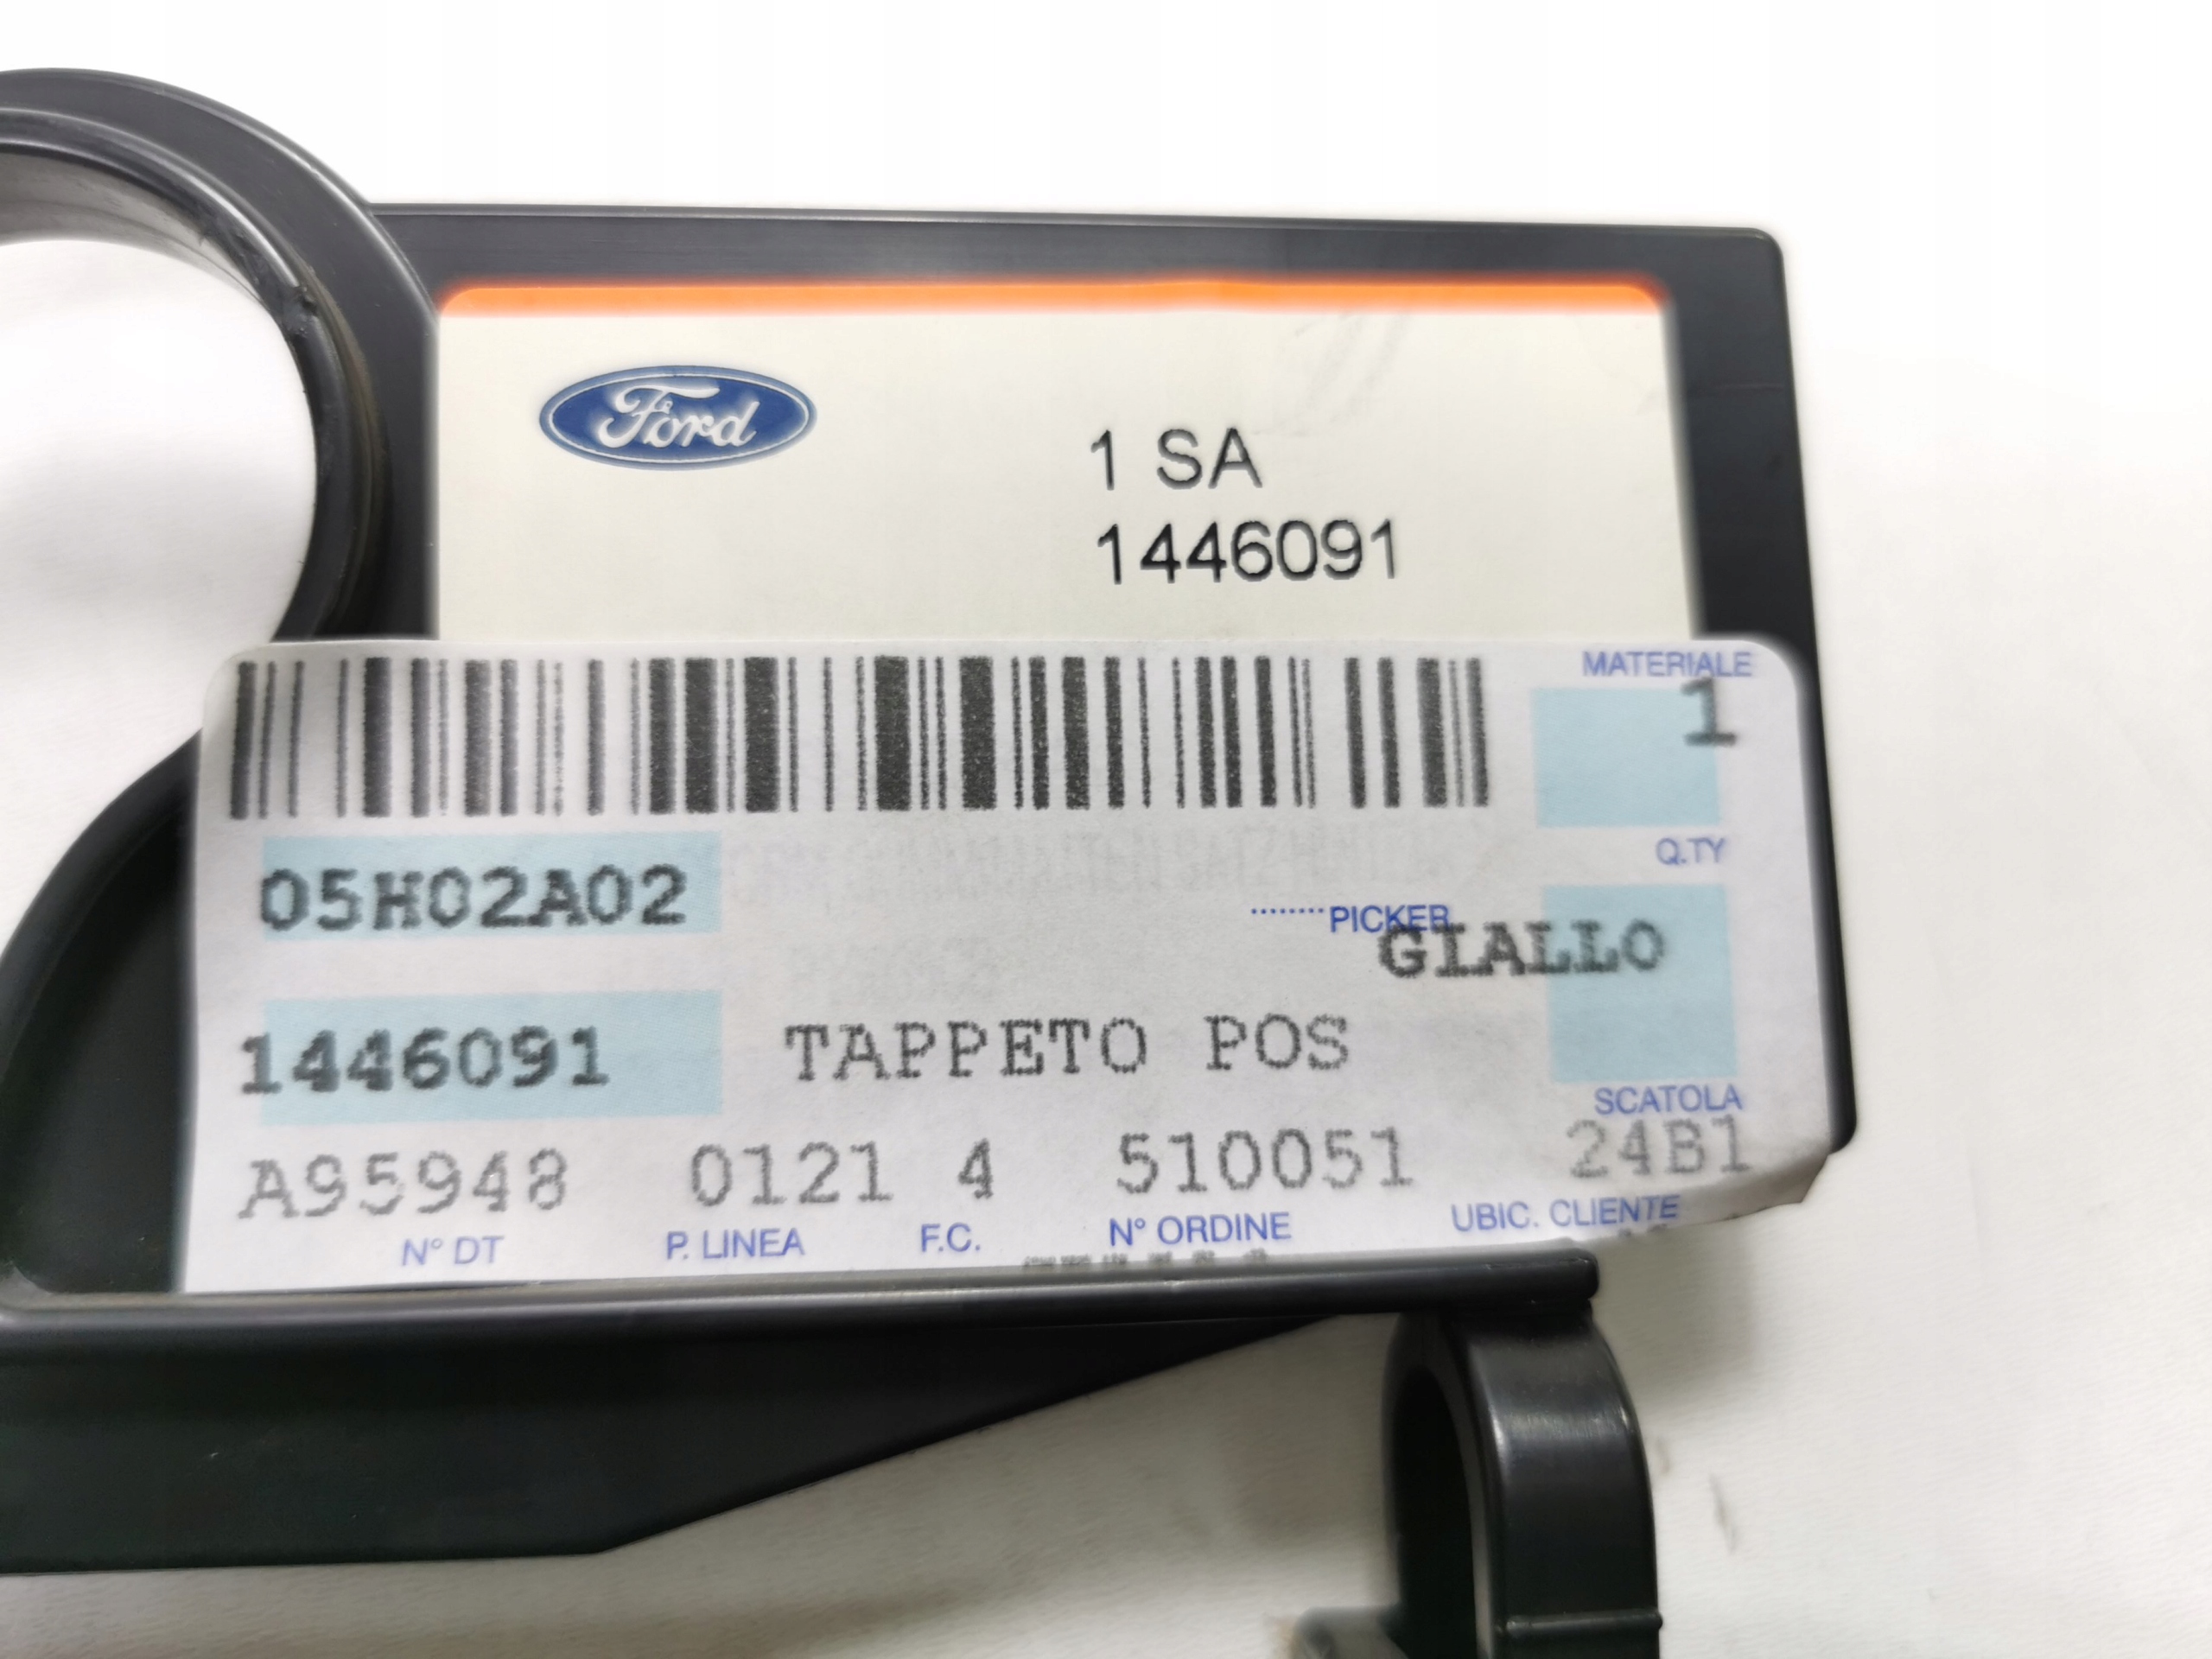 Ford
1 SA
1446091
MATERIALE
1
Q.TY
05H02A02
........PICKER
GIALLO
1446091 TAPPETO POS
SCATOLA
A95948 0121 4 510051 24B1
N° DT P. LINEA F.C. N° ORDINE UBIC. CLIENTE